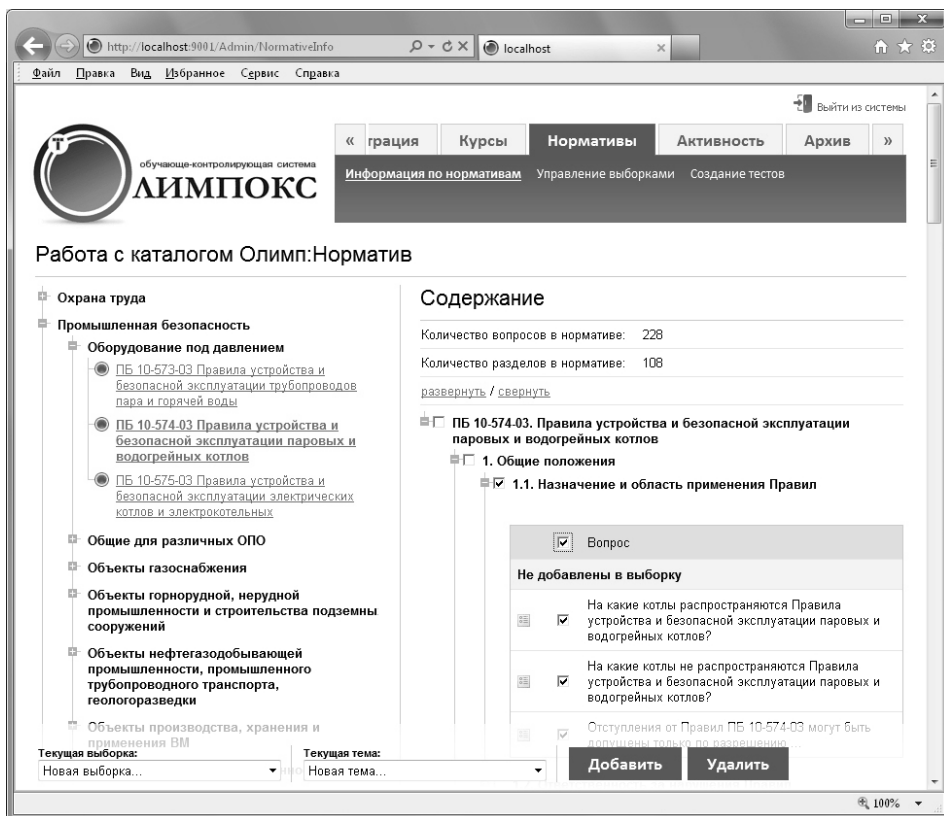 http://localhost:9001/Admin/NormativeInfo
localhost
Файл Правка Вид Избранное Сервис Справка
Выйти из системы
« трация Курсы Нормативы Активность Архив »
обучающе-контролирующая система
ЛИМПОКС
Информация по нормативам Управление выборками Создание тестов
Работа с каталогом Олимп:Норматив
Охрана труда
Промышленная безопасность
Оборудование под давлением
ПБ 10-573-03 Правила устройства и
безопасной эксплуатации трубопроводов
пара и горячей воды
ПБ 10-574-03 Правила устройства и
безопасной эксплуатации паровых и
водогрейных котлов
ПБ 10-575-03 Правила устройства и
безопасной эксплуатации электрических
котлов и электрокотельных
Общие для различных ОПО
Объекты газоснабжения
Объекты горнорудной, нерудной
промышленности и строительства подземны
сооружений
Объекты нефтегазодобывающей
промышленности, промышленного
трубопроводного транспорта,
геологоразведки
Объекты производства, хранения и
применения ВМ
Содержание
Количество вопросов в нормативе: 228
Количество разделов в нормативе: 108
развернуть / свернуть
ПБ 10-574-03. Правила устройства и безопасной эксплуатации
паровых и водогрейных котлов
1. Общие положения
1.1. Назначение и область применения Правил
Вопрос
Не добавлены в выборку
На какие котлы распространяются Правила
устройства и безопасной эксплуатации паровых и
водогрейных котлов?
На какие котлы не распространяются Правила
устройства и безопасной эксплуатации паровых и
водогрейных котлов?
Отступления от Правил ПБ 10-574-03 могут быть
допущены только по разрешению ...
Текущая выборка: Текущая тема:
Новая выборка... Новая тема... Добавить Удалить
100%